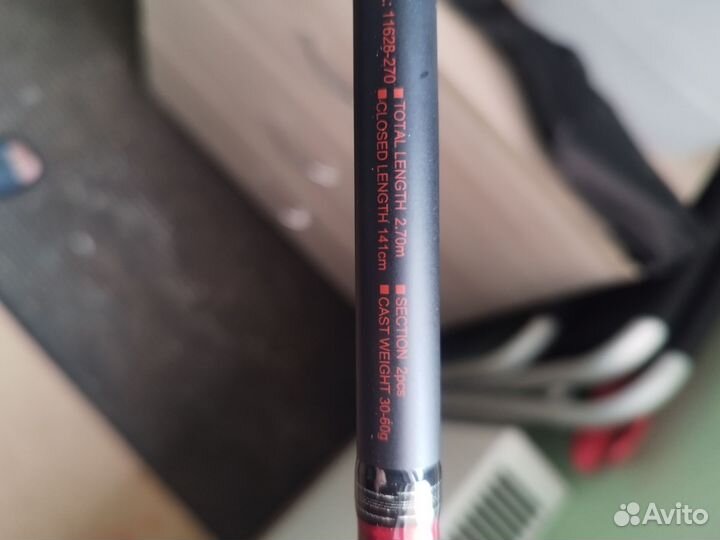 : 11628-270
■ TOTAL LENGTH 2.70m ■ SECTION 2pcs
■ CLOSED LENGTH 141cm ■ CAST WEIGHT 30-60g
Avito